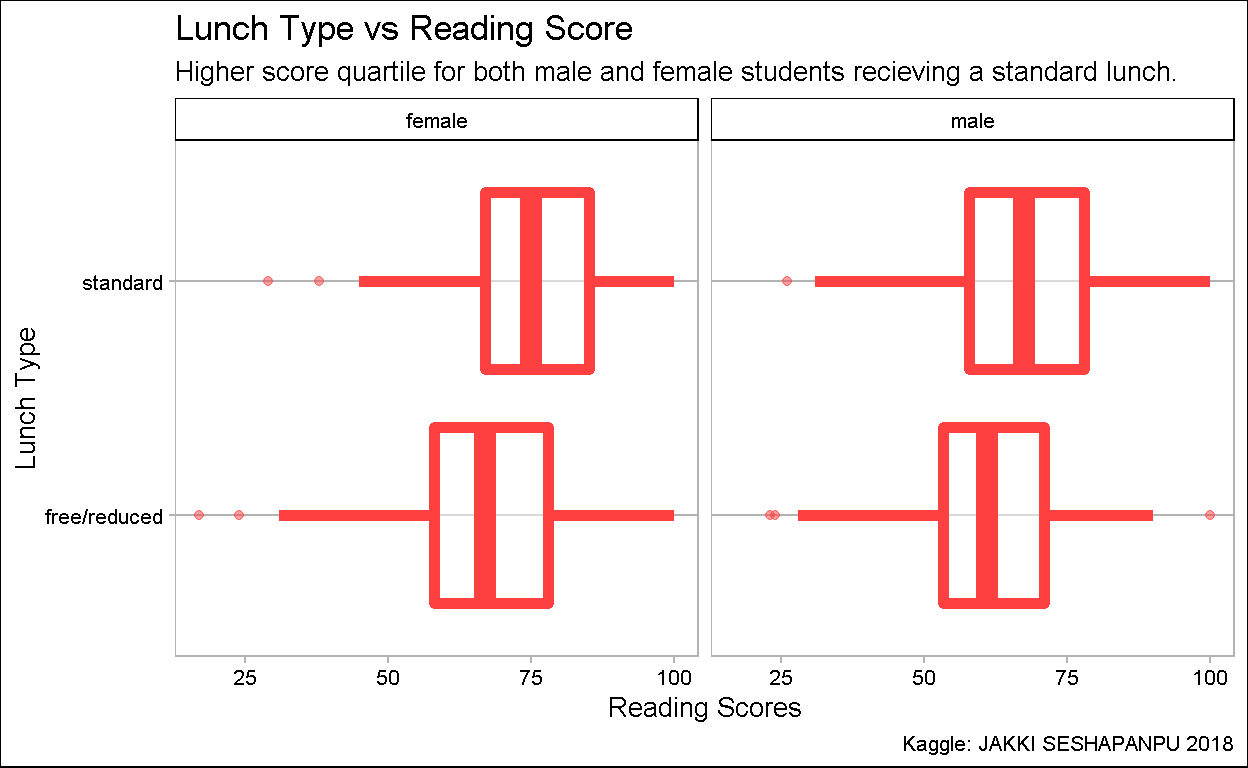 Lunch Type vs Reading Score
Higher score quartile for both male and female students recieving a standard lunch.
female
male
Lunch Type
standard
free/reduced
25
50
75
100
25
50
75
100
Reading Scores
Kaggle: JAKKI SESHAPANPU 2018